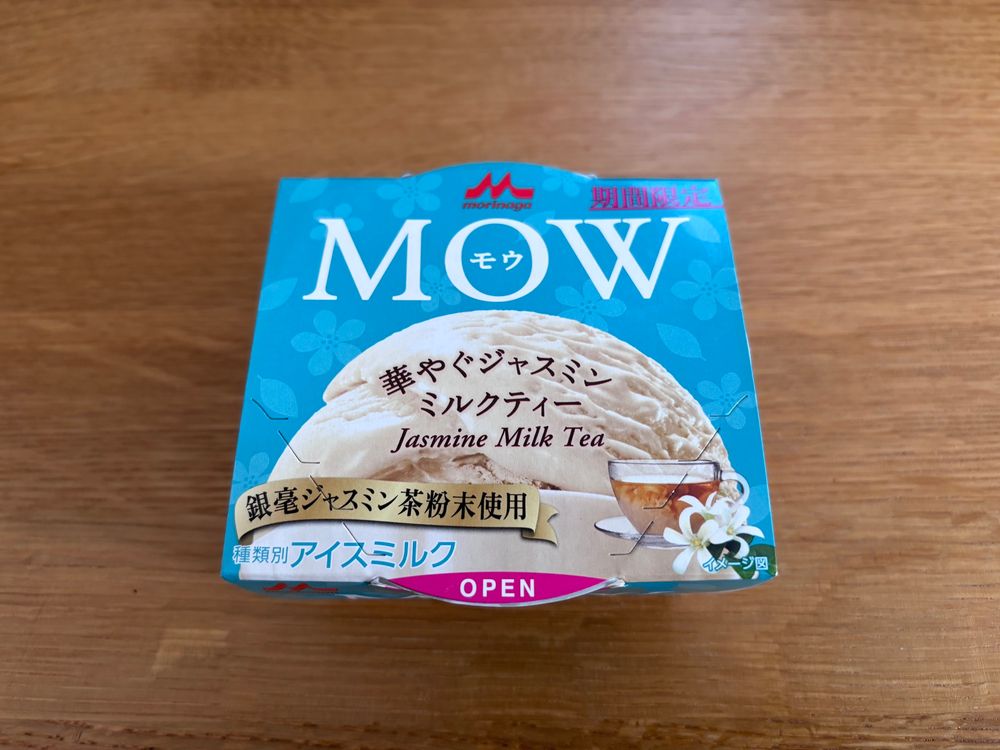 morinaga
期間限定
MOW
モウ
華やぐジャスミン
ミルクティー
Jasmine Milk Tea
銀毫ジャスミン茶粉末使用
種類別アイスミルク
イメージ図
OPEN